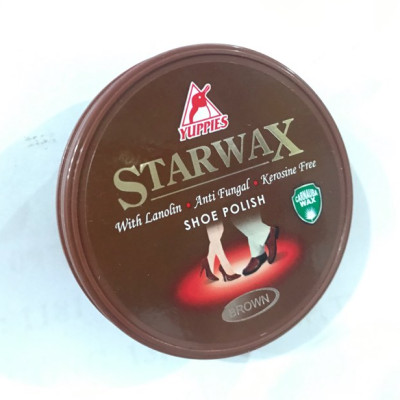 YUPPIES
STARWAX
With Lanolin • Anti Fungal • Kerosine Free
SHOE POLISH
CARNAUBA
WAX
BROWN